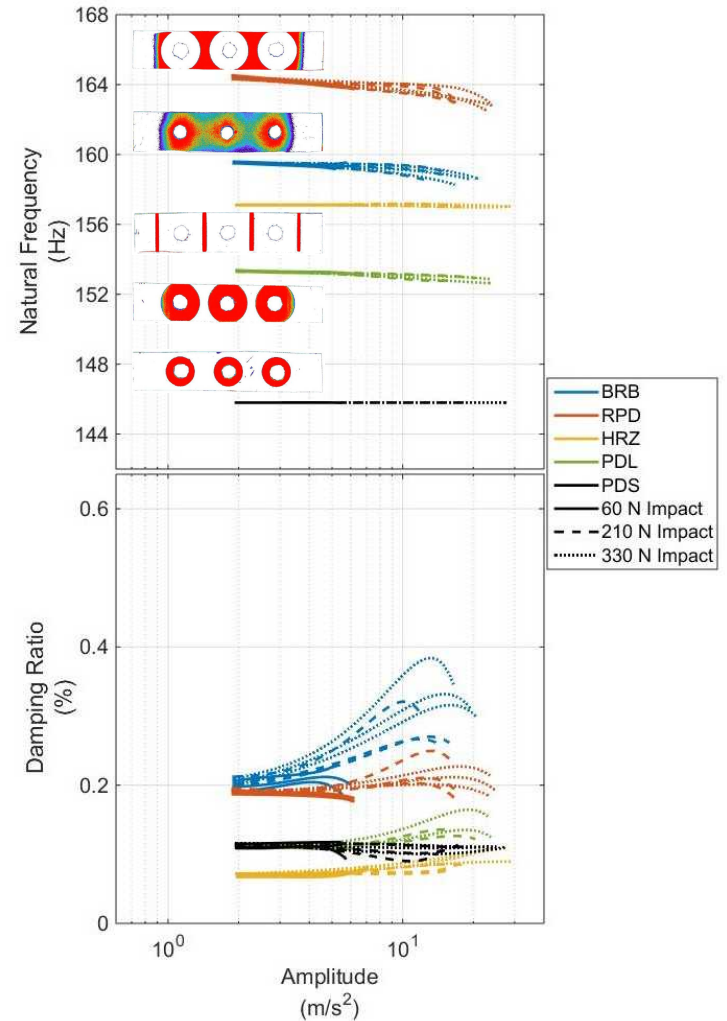 168
164
160
156
152
148
144
Natural Frequency
(Hz)
BRB
RPD
HRZ
PDL
PDS
60 N Impact
210 N Impact
330 N Impact
0.6
0.4
0.2
0
Damping Ratio
(%)
10^0
10^1
Amplitude
(m/s^2)